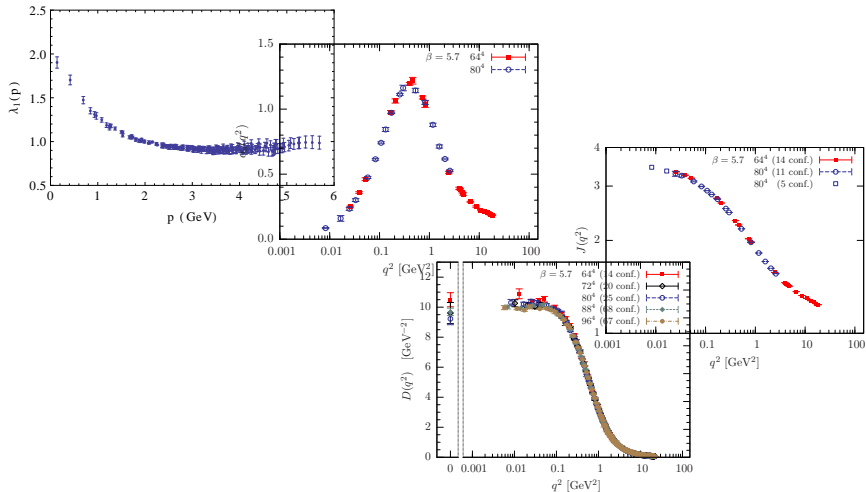 λ₁(p)
2.0
1.5
1.0
0.5
0 1 2 3 4 5 6
p (GeV)
β = 5.7 64⁴
80⁴
1.5
1.0
0.5
0.0
0 0.001 0.01 0.1 1 10 100
(q²)
q² [GeV²]
β = 5.7 64⁴ (14 conf.)
80⁴ (11 conf.)
80⁴ (5 conf.)
J(q²)
4
3
2
1
0.001 0.01 0.1 1 10 100
q² [GeV²]
β = 5.7 64⁴ (14 conf.)
72⁴ (20 conf.)
80⁴ (25 conf.)
88⁴ (68 conf.)
96⁴ (67 conf.)
D(q²) [GeV⁻²]
12
10
8
6
4
2
0
0 0.001 0.01 0.1 1 10 100
q² [GeV²]